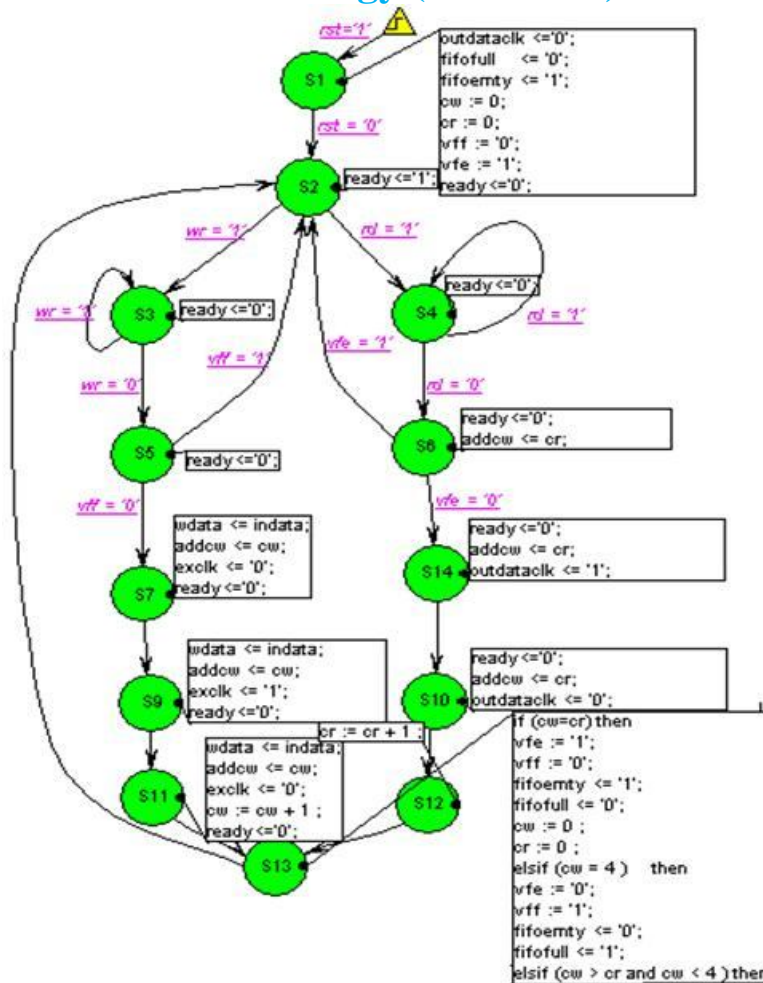 rst='1'
S1
outdataclk <='0';
fifofull <= '0';
fifoemty <= '1';
cw := 0;
cr := 0;
vff := '0';
vfe := '1';
ready<='0';
rst = '0'
S2
ready<='1';
wr = '1'
rd = '1'
S3
ready<='0';
S4
ready<='0';
rd = '1'
vff = '1'
vfe = '1'
wr = '0'
rd = '0'
S5
ready<='0';
S6
ready<='0';
addcw <= cr;
vff = '0'
vfe = '0'
S7
wdata <= indata;
addcw <= cw;
exclk <= '0';
ready<='0';
S14
ready<='0';
addcw <= cr;
outdataclk <= '1';
S9
wdata <= indata;
addcw <= cw;
exclk <= '1';
ready<='0';
S10
ready<='0';
addcw <= cr;
outdataclk <= '0';
cr := cr + 1 ;
S11
wdata <= indata;
addcw <= cw;
exclk <= '0';
cw := cw + 1 ;
ready<='0';
S12
S13
if (cw=cr) then
vfe := '1';
vff := '0';
fifoemty <= '1';
fifofull <= '0';
cw := 0 ;
cr := 0 ;
elsif (cw = 4 ) then
vfe := '0';
vff := '1';
fifoemty <= '0';
fifofull <= '1';
elsif (cw > cr and cw < 4 ) then